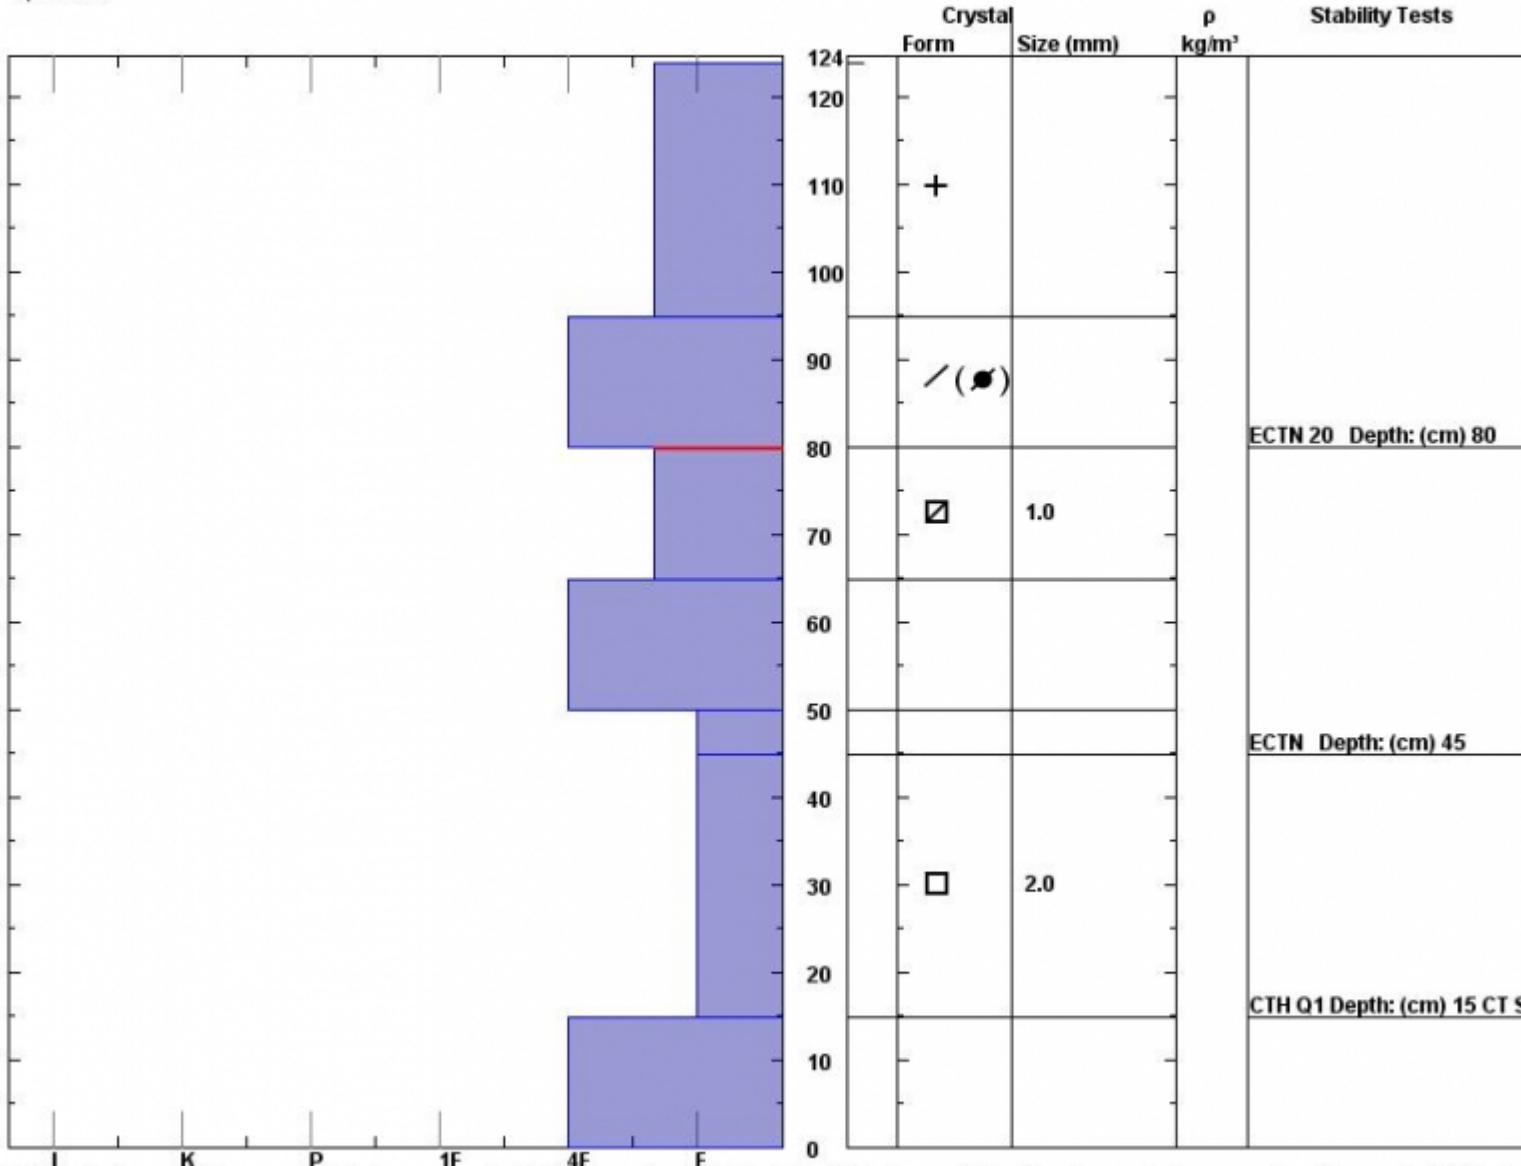 Crystal ρ Stability Tests
Form Size (mm) kg/m³
124
120
110
100
90
ECTN 20 Depth: (cm) 80
80
1.0
70
60
50
ECTN Depth: (cm) 45
40
30 2.0
20
CTH Q1 Depth: (cm) 15 CT
10
0
I K P 1F 4F F